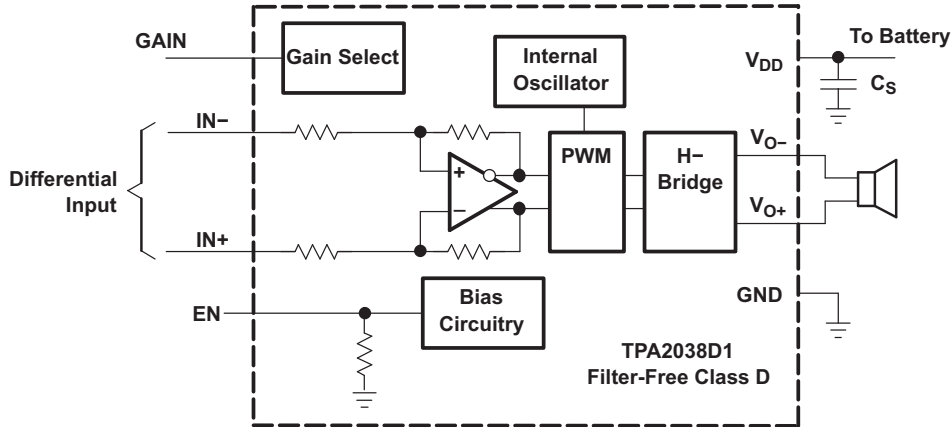 GAIN
Gain Select
Internal
Oscillator
To Battery
VDD
CS
IN−
Differential
Input
IN+
+
−
PWM
H−
Bridge
VO−
VO+
EN
Bias
Circuitry
GND
TPA2038D1
Filter-Free Class D